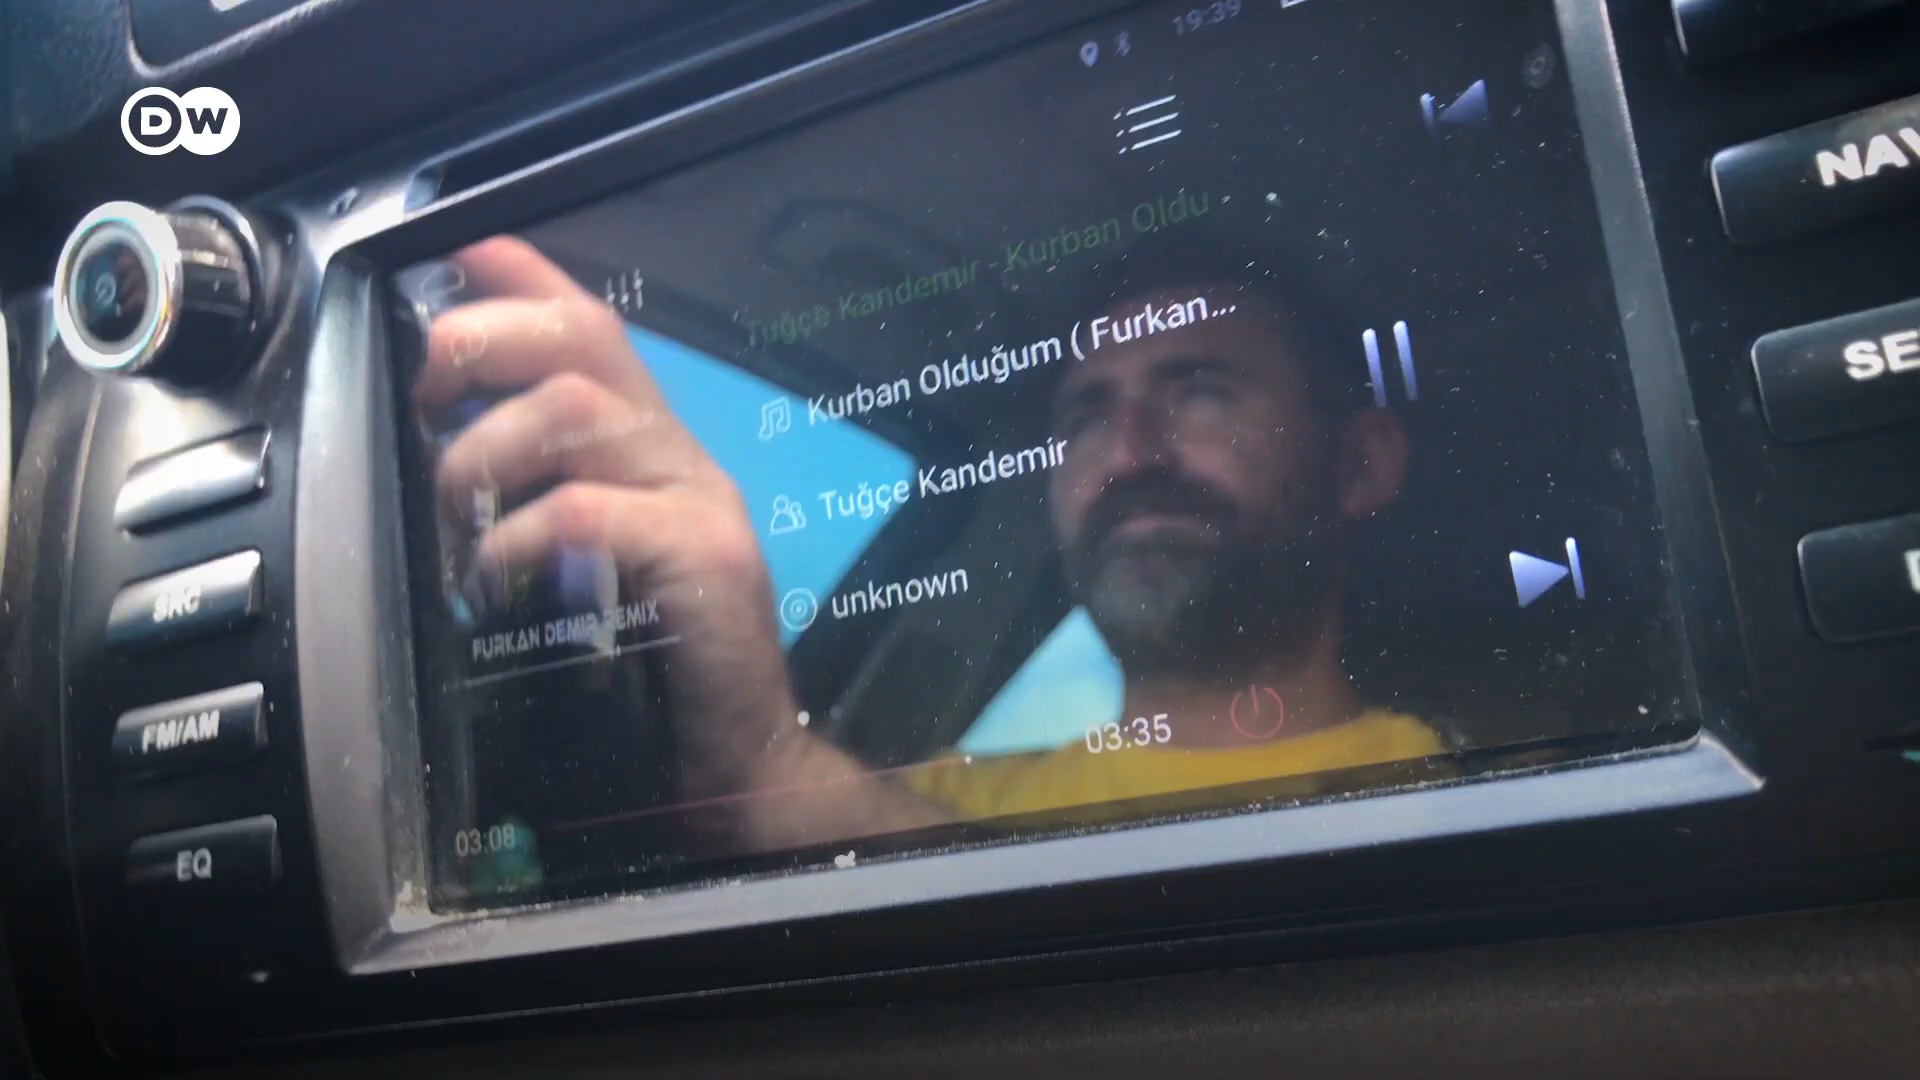 DW
19:39
Tuğçe Kandemir - Kurban Oldu
Kurban Olduğum ( Furkan...
Tuğçe Kandemir
unknown
FURKAN DEMIR REMIX
03:08
03:35
SRC
FM/AM
EQ
NAV
SE